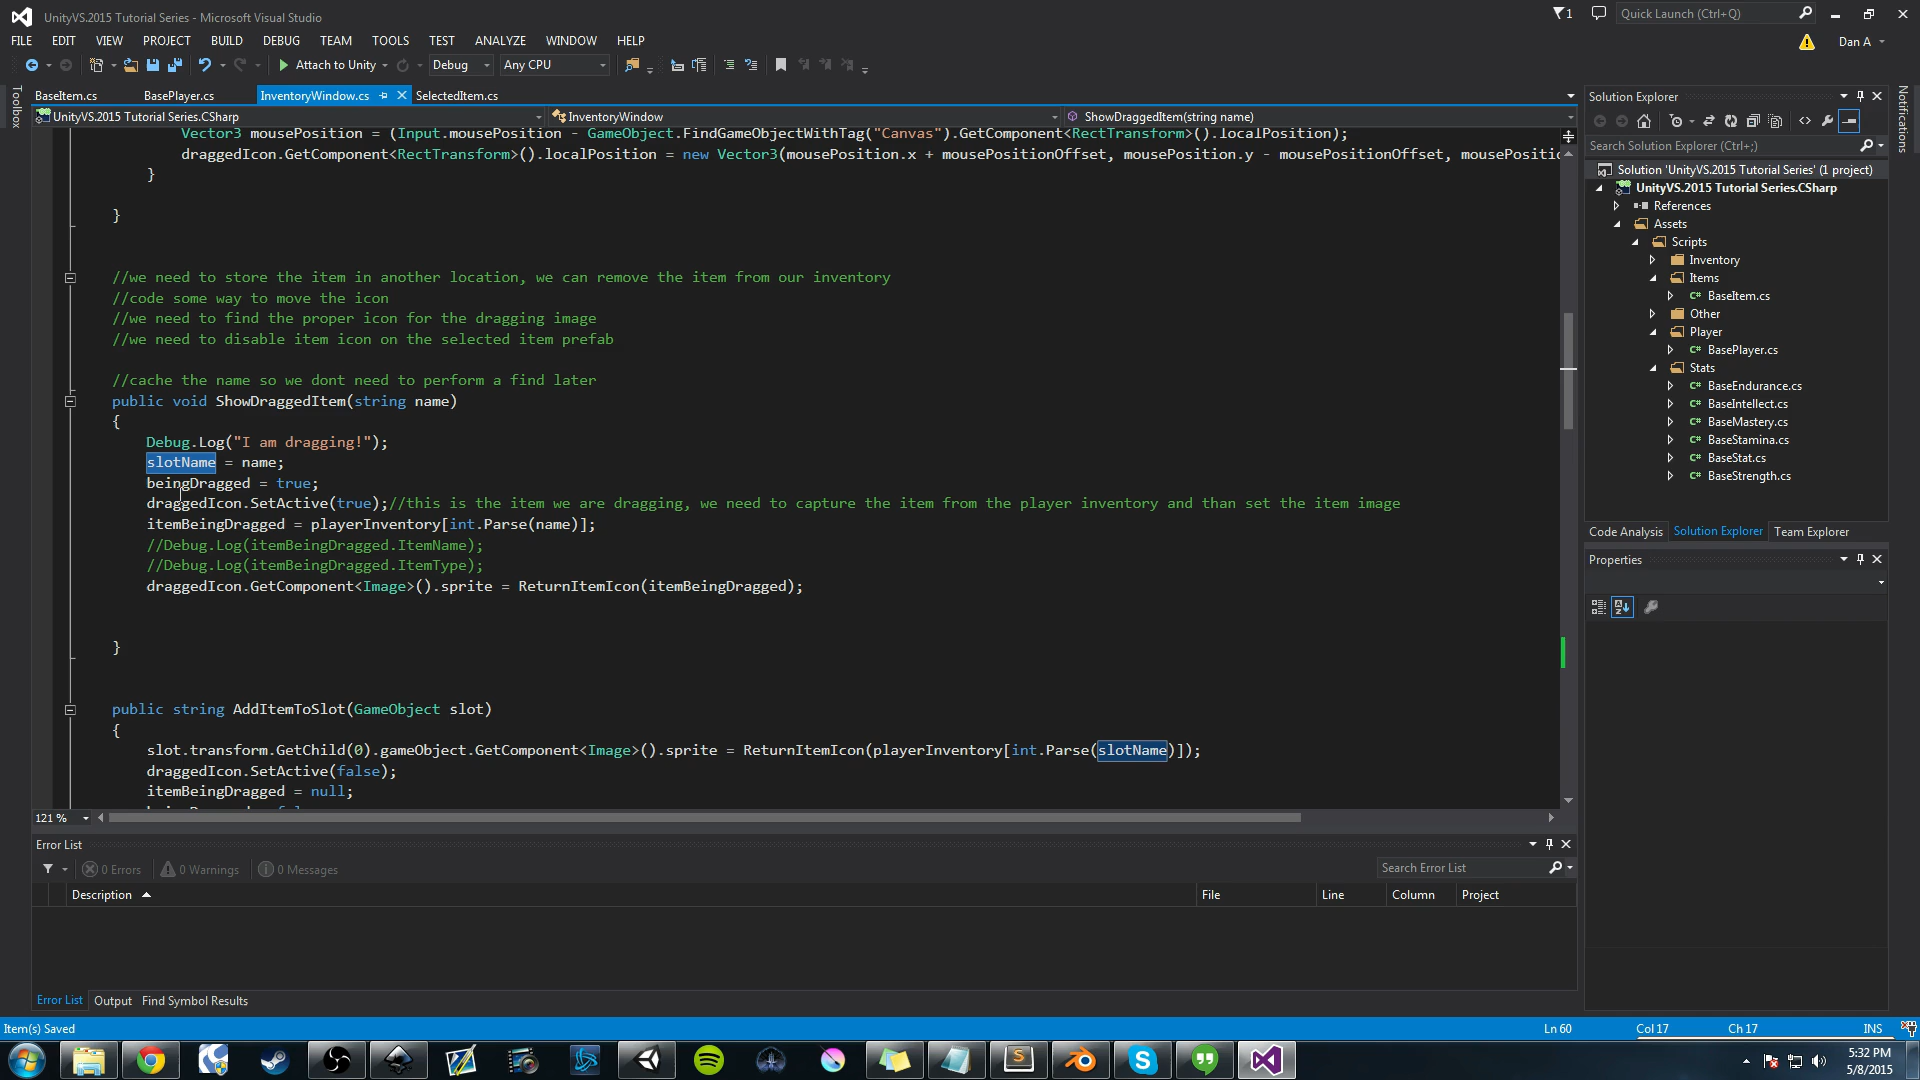 UnityVS.2015 Tutorial Series - Microsoft Visual Studio
1
Quick Launch (Ctrl+Q)
FILE EDIT VIEW PROJECT BUILD DEBUG TEAM TOOLS TEST ANALYZE WINDOW HELP
Dan A
Attach to Unity Debug Any CPU
Toolbox
BaseItem.cs BasePlayer.cs InventoryWindow.cs SelectedItem.cs
UnityVS.2015 Tutorial Series.CSharp InventoryWindow ShowDraggedItem(string name)
Vector3 mousePosition = (Input.mousePosition - GameObject.FindGameObjectWithTag("Canvas").GetComponent<RectTransform>().localPosition);
draggedIcon.GetComponent<RectTransform>().localPosition = new Vector3(mousePosition.x + mousePositionOffset, mousePosition.y - mousePositionOffset, mousePositio
}
}
//we need to store the item in another location, we can remove the item from our inventory
//code some way to move the icon
//we need to find the proper icon for the dragging image
//we need to disable item icon on the selected item prefab
//cache the name so we dont need to perform a find later
public void ShowDraggedItem(string name)
{
Debug.Log("I am dragging!");
slotName = name;
beingDragged = true;
draggedIcon.SetActive(true);//this is the item we are dragging, we need to capture the item from the player inventory and than set the item image
itemBeingDragged = playerInventory[int.Parse(name)];
//Debug.Log(itemBeingDragged.ItemName);
//Debug.Log(itemBeingDragged.ItemType);
draggedIcon.GetComponent<Image>().sprite = ReturnItemIcon(itemBeingDragged);
}
public string AddItemToSlot(GameObject slot)
{
slot.transform.GetChild(0).gameObject.GetComponent<Image>().sprite = ReturnItemIcon(playerInventory[int.Parse(slotName)]);
draggedIcon.SetActive(false);
itemBeingDragged = null;
121 %
Solution Explorer
Notifications
Search Solution Explorer (Ctrl+;)
Solution 'UnityVS.2015 Tutorial Series' (1 project)
UnityVS.2015 Tutorial Series.CSharp
References
Assets
Scripts
Inventory
Items
C# BaseItem.cs
Other
Player
C# BasePlayer.cs
Stats
C# BaseEndurance.cs
C# BaseIntellect.cs
C# BaseMastery.cs
C# BaseStamina.cs
C# BaseStat.cs
C# BaseStrength.cs
Code Analysis Solution Explorer Team Explorer
Properties
Error List
0 Errors 0 Warnings 0 Messages
Search Error List
Description File Line Column Project
Error List Output Find Symbol Results
Item(s) Saved Ln 60 Col 17 Ch 17 INS
5:32 PM
5/8/2015